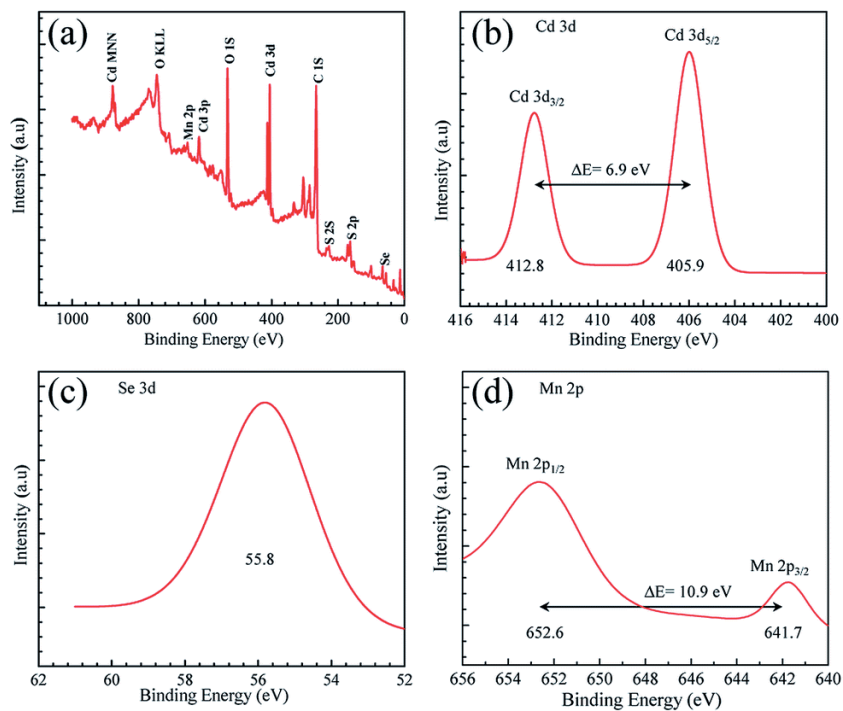 (a)
Cd MNN
O KLL
Mn 2p
Cd 3p
O 1S
Cd 3d
C 1S
S 2S
S 2p
Se
Intensity (a.u)
1000 800 600 400 200 0
Binding Energy (eV)
(b)
Cd 3d
Cd 3d5/2
Cd 3d3/2
ΔE= 6.9 eV
412.8
405.9
Intensity (a.u)
416 414 412 410 408 406 404 402 400
Binding Energy (eV)
(c)
Se 3d
55.8
Intensity (a.u)
62 60 58 56 54 52
Binding Energy (eV)
(d)
Mn 2p
Mn 2p1/2
Mn 2p3/2
ΔE= 10.9 eV
652.6
641.7
Intensity (a.u)
656 654 652 650 648 646 644 642 640
Binding Energy (eV)